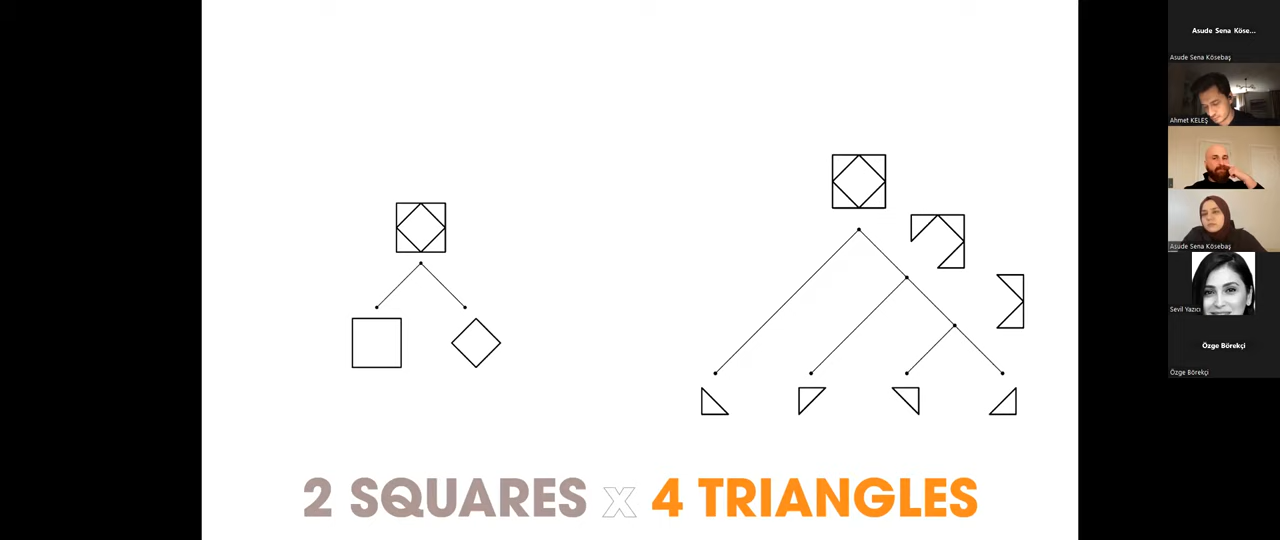 2 SQUARES x 4 TRIANGLES
Asude Sena Köse...
Asude Sena Kösebaş
Ahmet KELEŞ
Asude Sena Kösebaş
Sevil Yazıcı
Özge Börekçi
Özge Börekçi